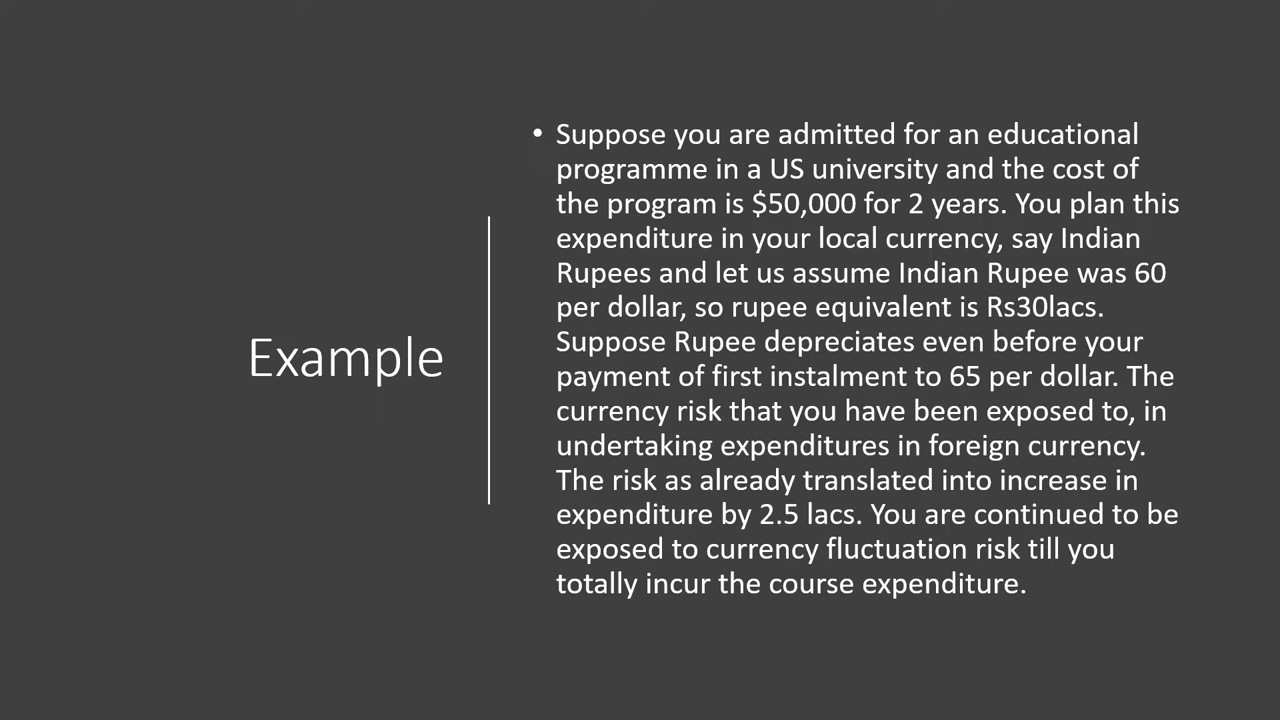 Example
• Suppose you are admitted for an educational
programme in a US university and the cost of
the program is $50,000 for 2 years. You plan this
expenditure in your local currency, say Indian
Rupees and let us assume Indian Rupee was 60
per dollar, so rupee equivalent is Rs30lacs.
Suppose Rupee depreciates even before your
payment of first instalment to 65 per dollar. The
currency risk that you have been exposed to, in
undertaking expenditures in foreign currency.
The risk as already translated into increase in
expenditure by 2.5 lacs. You are continued to be
exposed to currency fluctuation risk till you
totally incur the course expenditure.